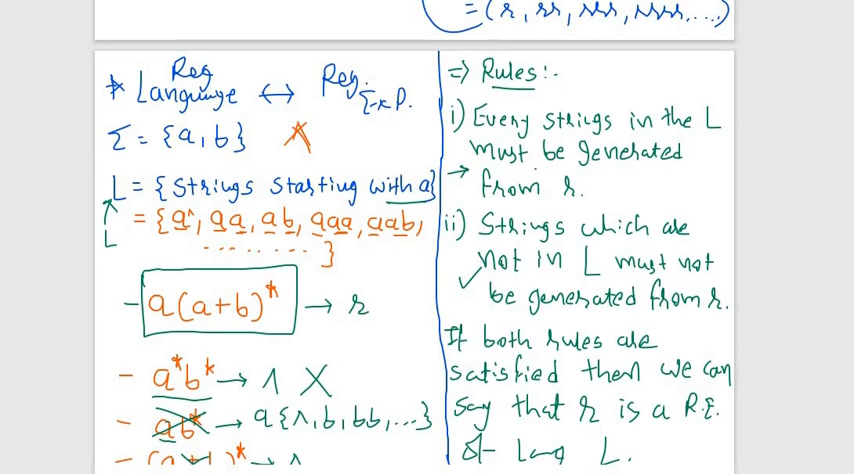 = (r, rr, rrr, rrrr, ...)
* Reg Language ↔ Reg. Exp.
Σ = {a, b}
L = {Strings starting with a}
= {a, aa, ab, aaa, aab,
.........}
L
- a(a+b)* → r
- a*b* → Λ X
- ab* → a{Λ, b, bb, ...}
⇒ Rules:-
i) Every strings in the L
must be generated
→ from r.
ii) Strings which are
not in L must not
be generated from r.
If both rules are
satisfied then we can
say that r is a R.E.
of Lang L.